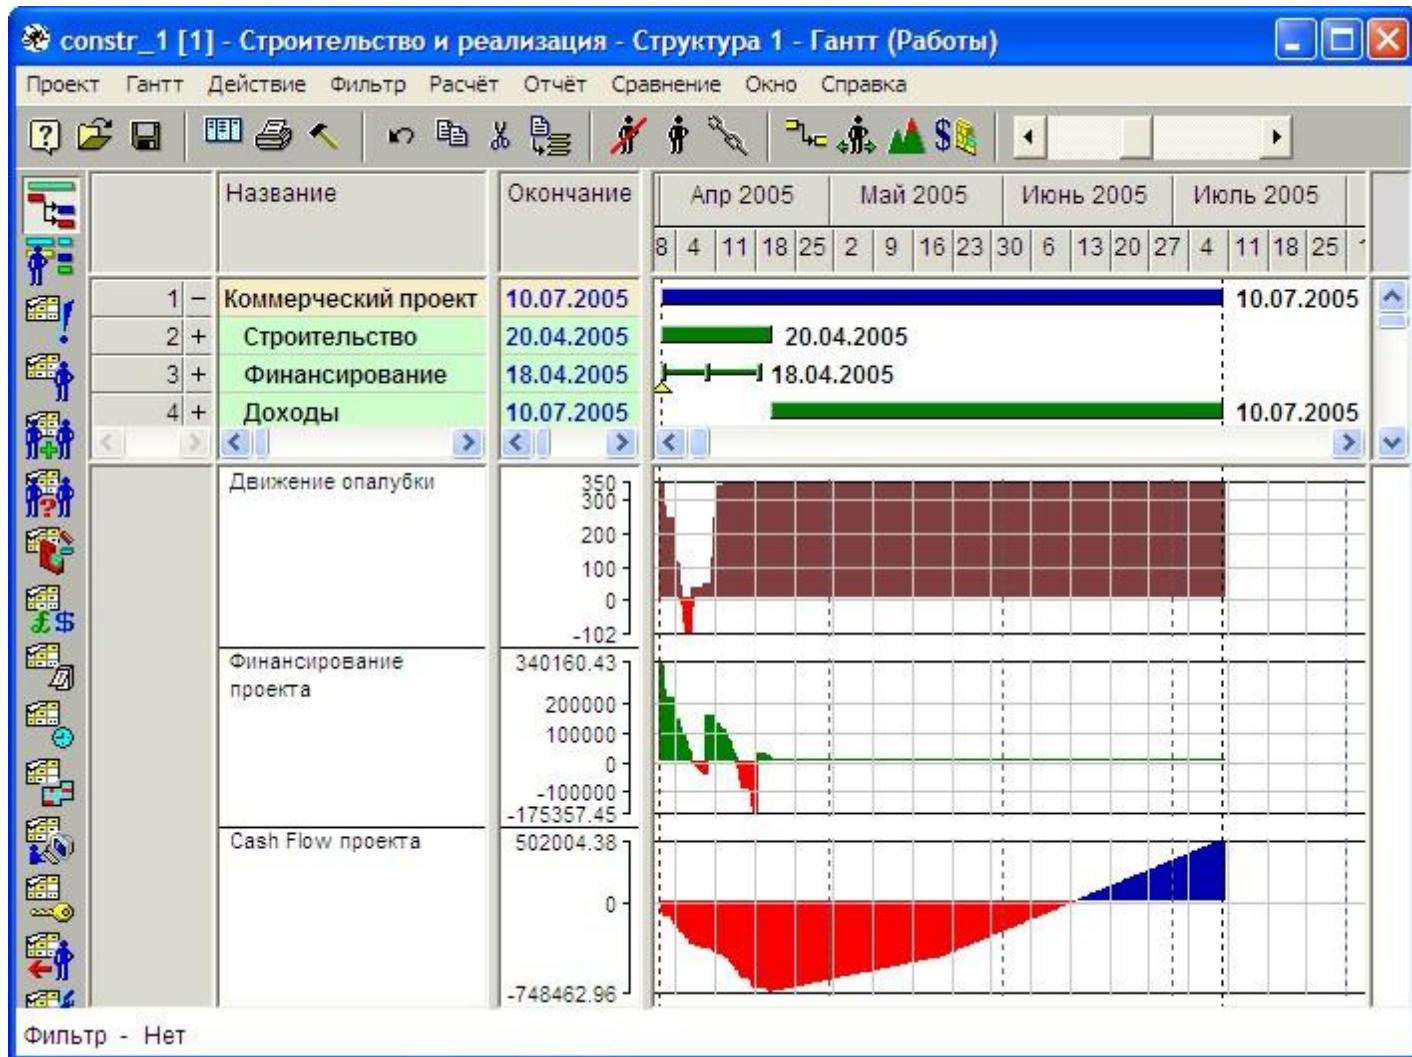 constr_1 [1] - Строительство и реализация - Структура 1 - Гантт (Работы)
Проект Гантт Действие Фильтр Расчёт Отчёт Сравнение Окно Справка
Название Окончание Апр 2005 Май 2005 Июнь 2005 Июль 2005
8 4 11 18 25 2 9 16 23 30 6 13 20 27 4 11 18 25
1 − Коммерческий проект 10.07.2005 10.07.2005
2 + Строительство 20.04.2005 20.04.2005
3 + Финансирование 18.04.2005 18.04.2005
4 + Доходы 10.07.2005 10.07.2005
Движение опалубки
350
300
200
100
0
-102
Финансирование
проекта
340160.43
200000
100000
0
-100000
-175357.45
Cash Flow проекта
502004.38
0
-748462.96
Фильтр - Нет